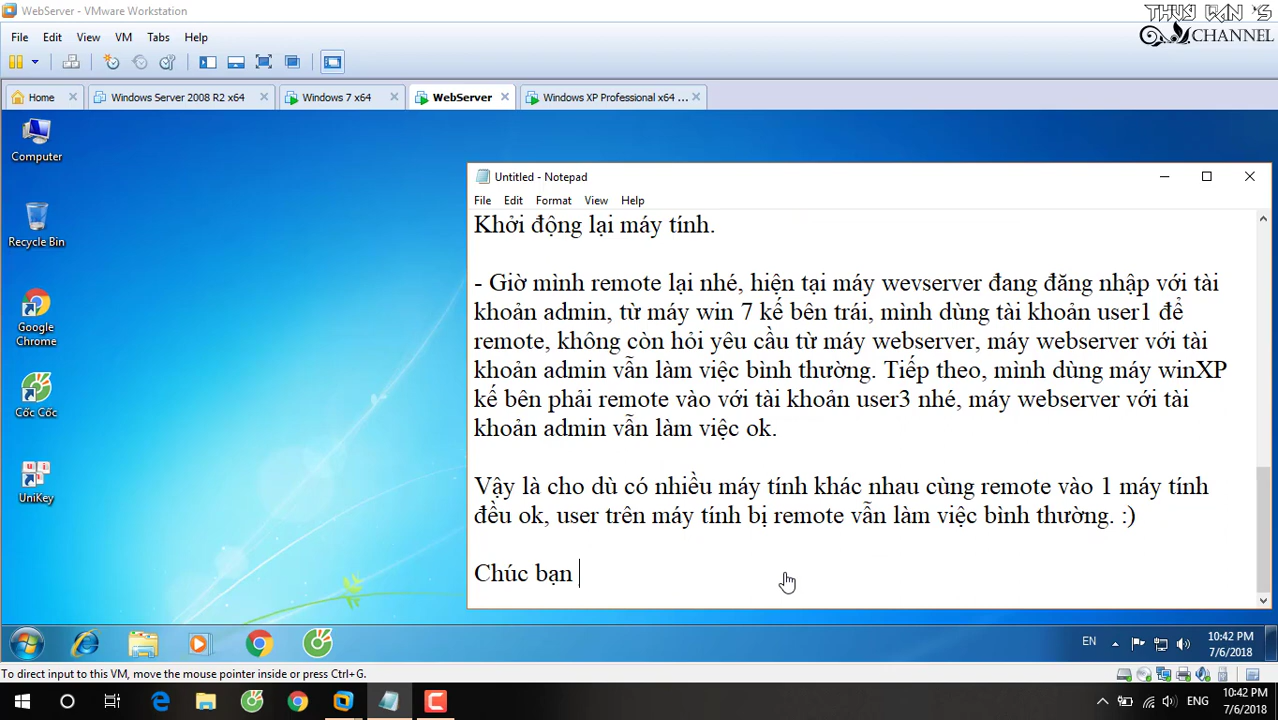 WebServer - VMware Workstation
THUY WIN 'S
CHANNEL
File Edit View VM Tabs Help
Home Windows Server 2008 R2 x64 Windows 7 x64 WebServer Windows XP Professional x64 ...
Computer
Recycle Bin
Google
Chrome
Cốc Cốc
UniKey
Untitled - Notepad
File Edit Format View Help
Khởi động lại máy tính.
- Giờ mình remote lại nhé, hiện tại máy wevserver đang đăng nhập với tài
khoản admin, từ máy win 7 kế bên trái, mình dùng tài khoản user1 để
remote, không còn hỏi yêu cầu từ máy webserver, máy webserver với tài
khoản admin vẫn làm việc bình thường. Tiếp theo, mình dùng máy winXP
kế bên phải remote vào với tài khoản user3 nhé, máy webserver với tài
khoản admin vẫn làm việc ok.
Vậy là cho dù có nhiều máy tính khác nhau cùng remote vào 1 máy tính
đều ok, user trên máy tính bị remote vẫn làm việc bình thường. :)
Chúc bạn
EN
10:42 PM
7/6/2018
To direct input to this VM, move the mouse pointer inside or press Ctrl+G.
ENG
10:42 PM
7/6/2018